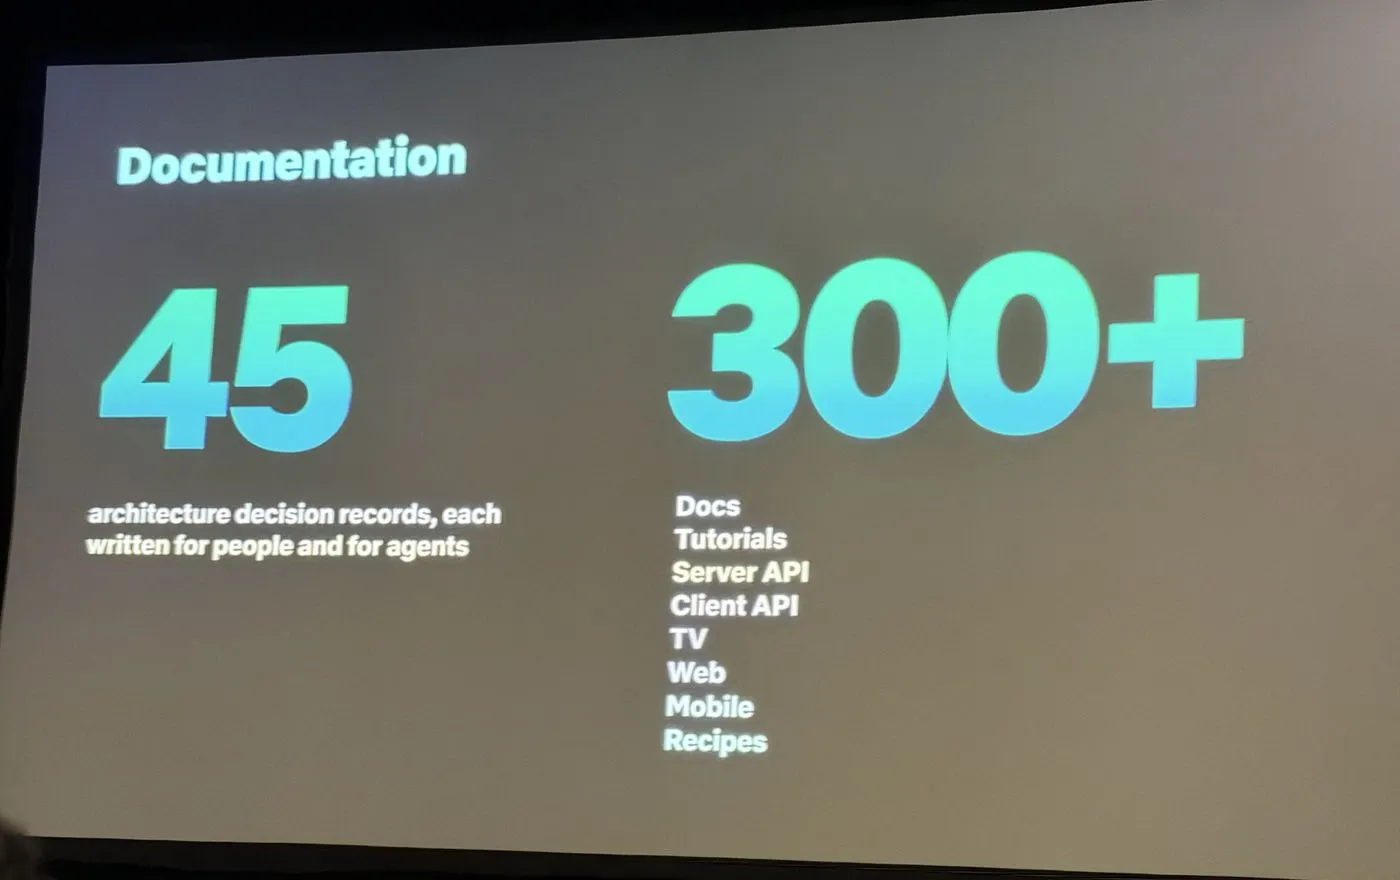 Documentation
45
architecture decision records, each
written for people and for agents
300+
Docs
Tutorials
Server API
Client API
TV
Web
Mobile
Recipes